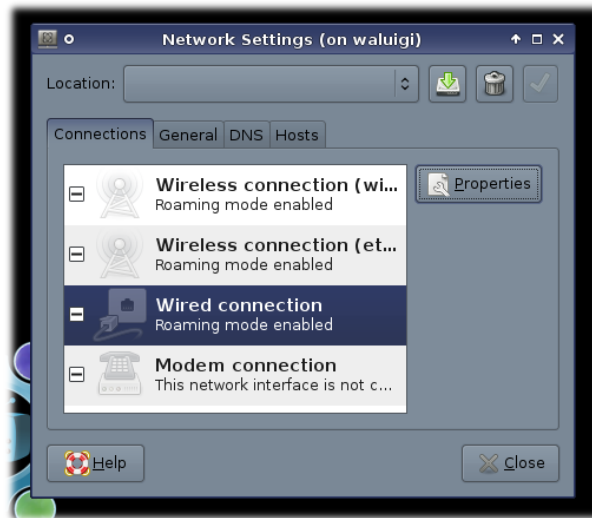 Network Settings (on waluigi)
Location:
Connections General DNS Hosts
Wireless connection (wi...
Roaming mode enabled
Properties
Wireless connection (et...
Roaming mode enabled
Wired connection
Roaming mode enabled
Modem connection
This network interface is not c...
Help
Close